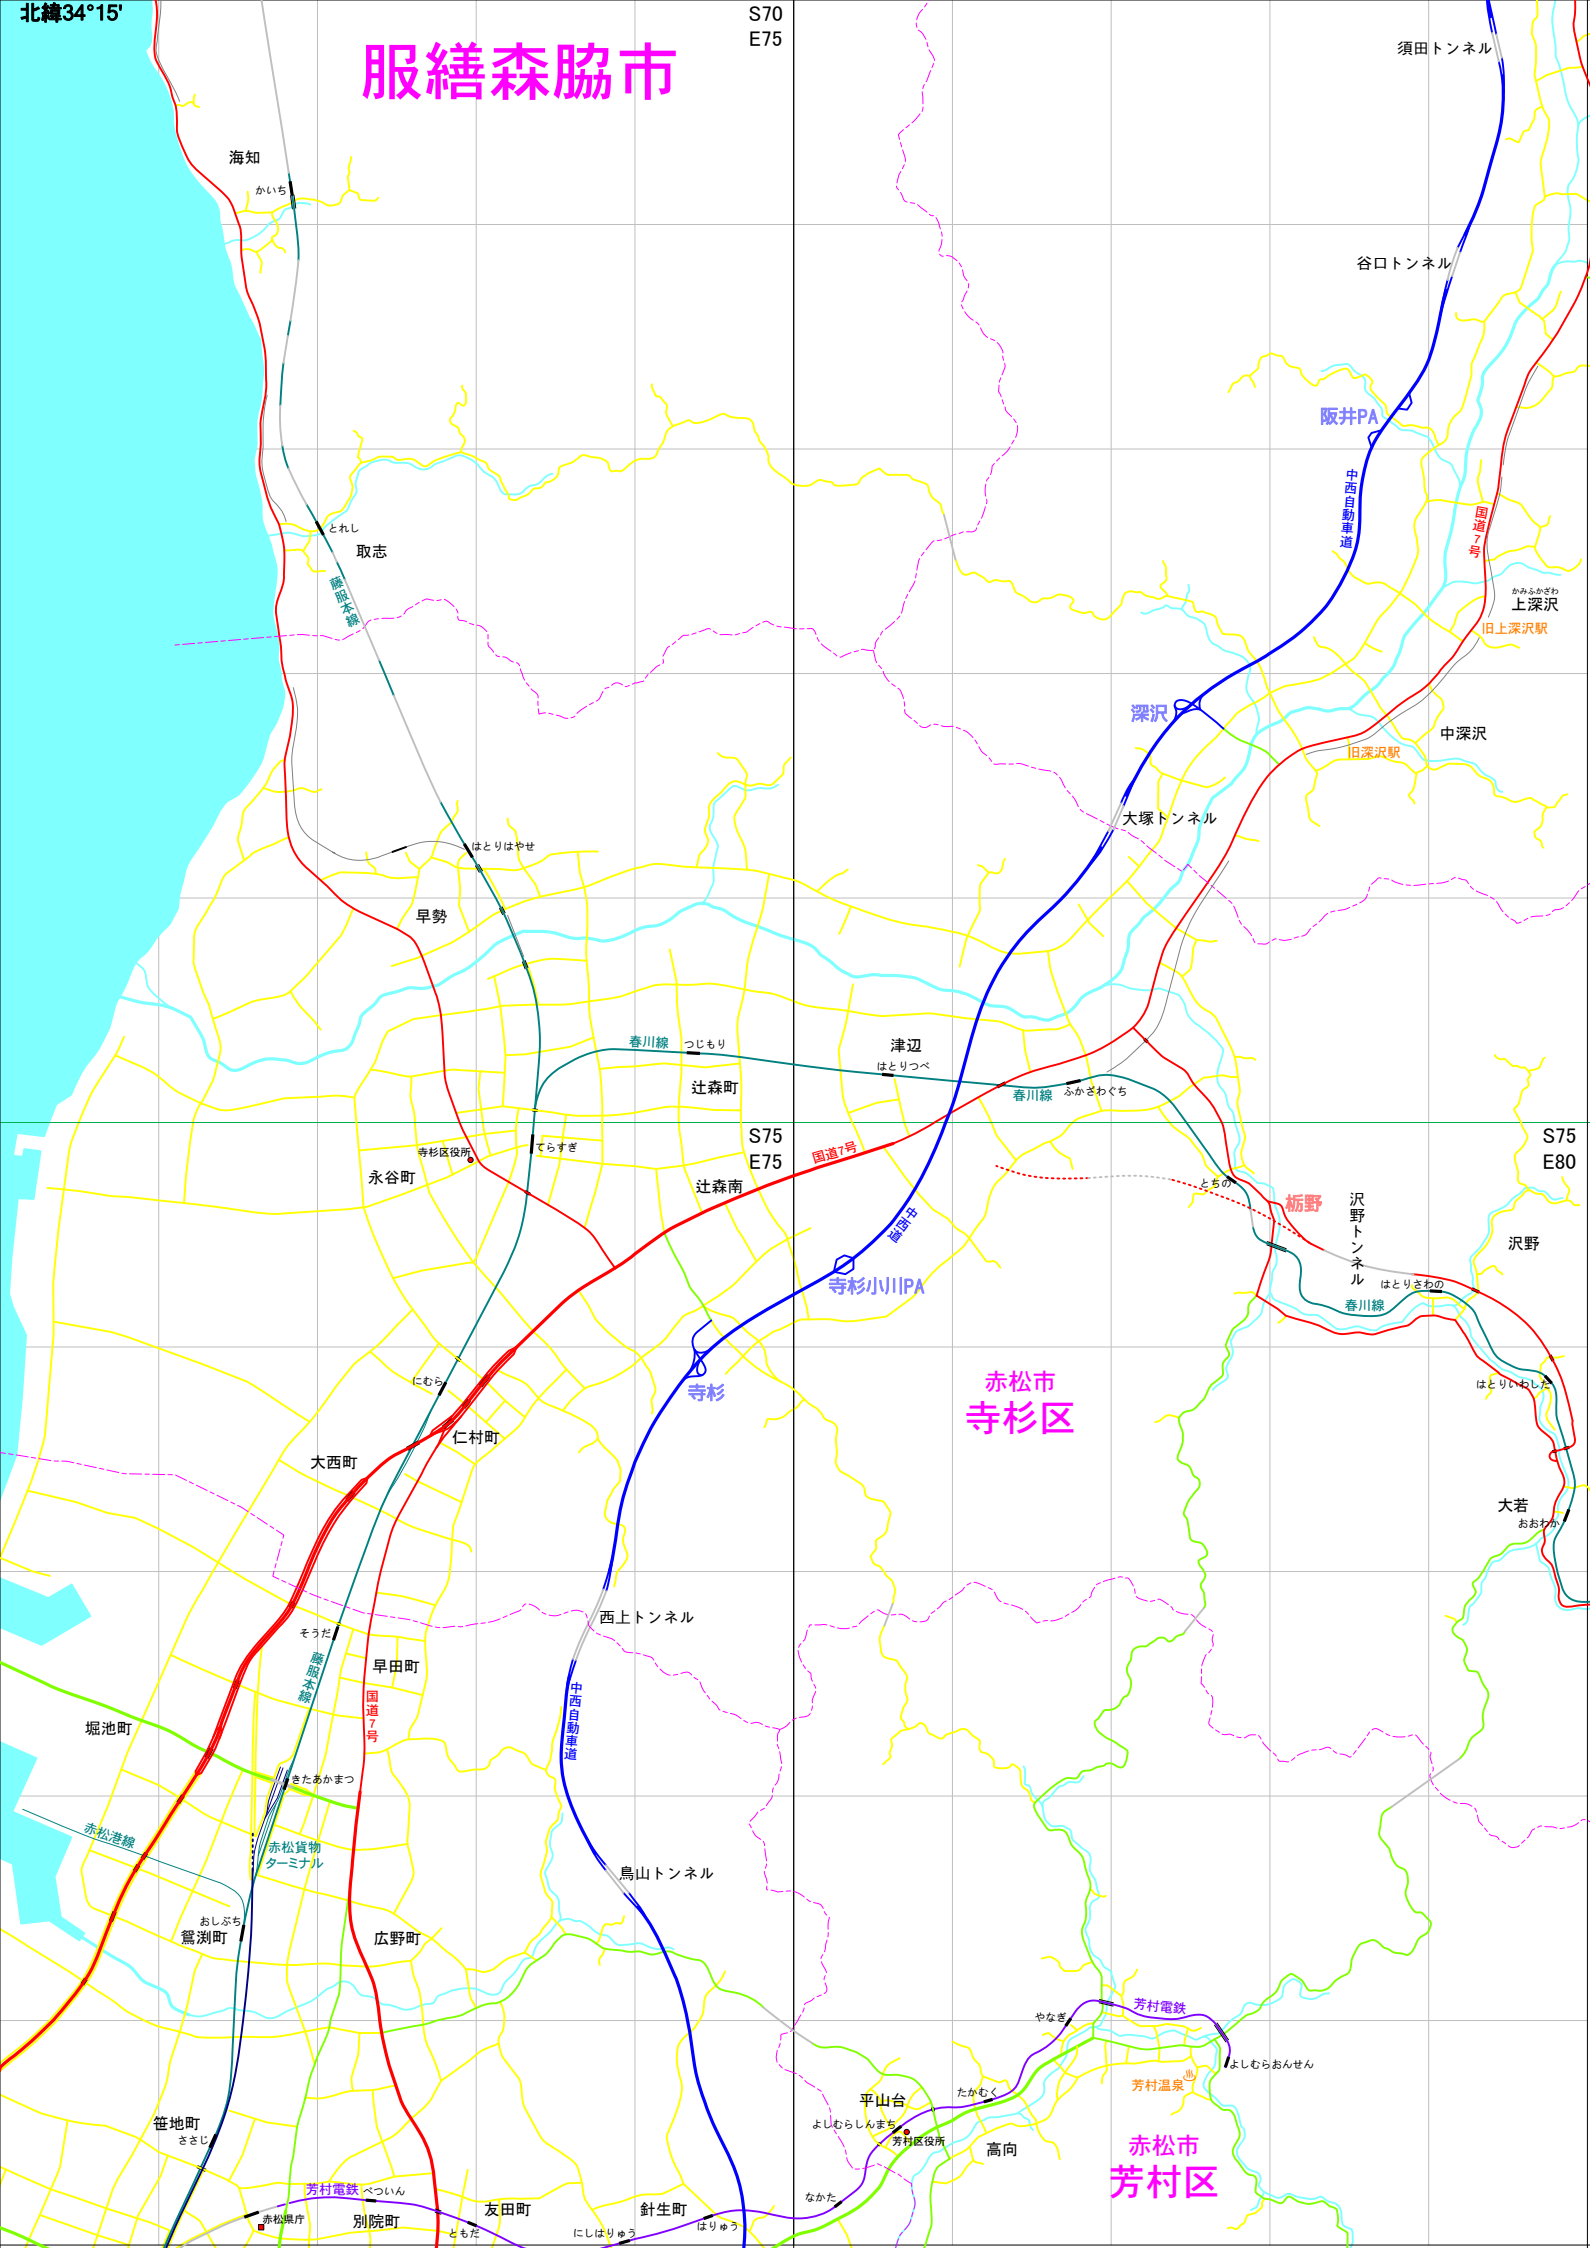 北緯34°15'
S70
E75
服繕森脇市
須田トンネル
海知
かいち
谷口トンネル
阪井PA
中西自動車道
国道7号
とれし
取志
藤服本線
かみふかざわ
上深沢
旧上深沢駅
深沢
中深沢
旧深沢駅
大塚トンネル
はとりはやせ
早勢
春川線
つじもり
津辺
はとりつべ
辻森町
春川線
ふかざわぐち
S75
E75
S75
E80
寺杉区役所
てらすぎ
国道7号
永谷町
辻森南
とちの
栃野
沢野トンネル
沢野
中西道
寺杉小川PA
はとりさわの
春川線
寺杉
にむら
赤松市
寺杉区
はとりいわした
仁村町
大西町
大若
おおわか
西上トンネル
そうだ
藤服本線
早田町
国道7号
中西自動車道
堀池町
きたあかまつ
赤松港線
赤松貨物
ターミナル
鳥山トンネル
おしぶち
鴛渕町
広野町
芳村電鉄
やなぎ
よしむらおんせん
芳村温泉
たかむく
平山台
よしむらしんまち
芳村区役所
高向
笹地町
ささじ
赤松市
芳村区
芳村電鉄
べついん
なかた
赤松県庁
別院町
友田町
ともだ
針生町
はりゅう
にしはりゅう